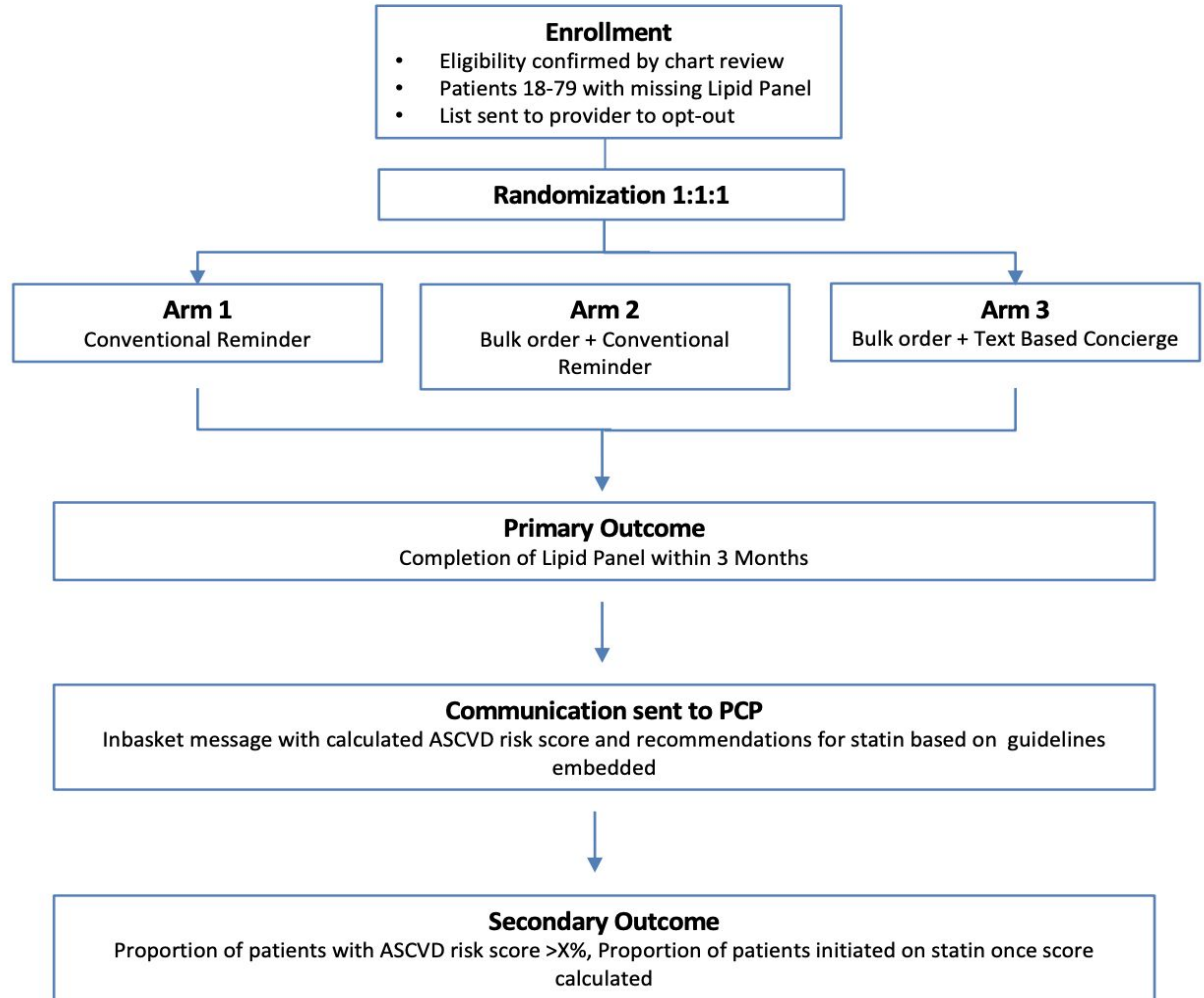 Enrollment
• Eligibility confirmed by chart review
• Patients 18-79 with missing Lipid Panel
• List sent to provider to opt-out
Randomization 1:1:1
Arm 1
Conventional Reminder
Arm 2
Bulk order + Conventional
Reminder
Arm 3
Bulk order + Text Based Concierge
Primary Outcome
Completion of Lipid Panel within 3 Months
Communication sent to PCP
Inbasket message with calculated ASCVD risk score and recommendations for statin based on guidelines
embedded
Secondary Outcome
Proportion of patients with ASCVD risk score >X%, Proportion of patients initiated on statin once score
calculated